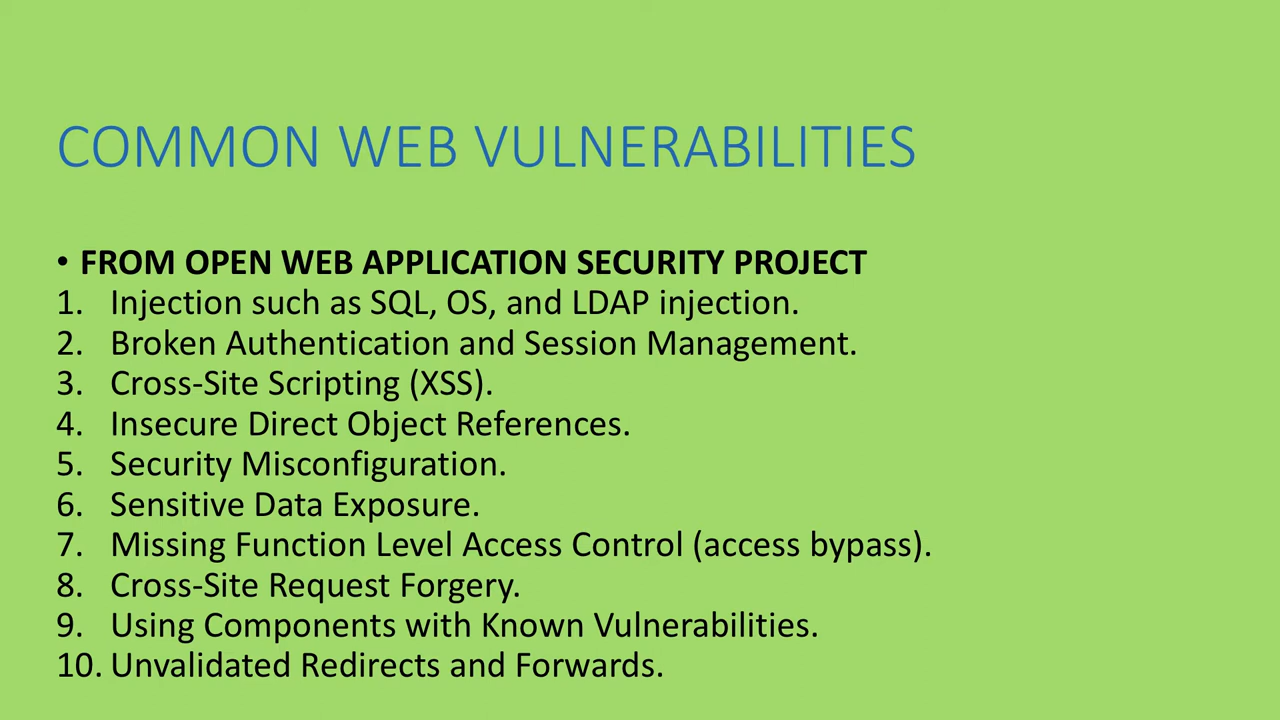 COMMON WEB VULNERABILITIES
• FROM OPEN WEB APPLICATION SECURITY PROJECT
1. Injection such as SQL, OS, and LDAP injection.
2. Broken Authentication and Session Management.
3. Cross-Site Scripting (XSS).
4. Insecure Direct Object References.
5. Security Misconfiguration.
6. Sensitive Data Exposure.
7. Missing Function Level Access Control (access bypass).
8. Cross-Site Request Forgery.
9. Using Components with Known Vulnerabilities.
10. Unvalidated Redirects and Forwards.